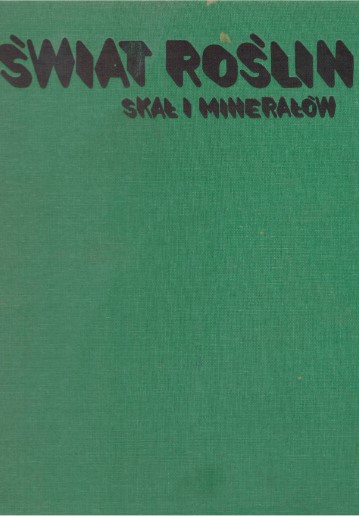 ŚWIAT ROŚLIN
SKAŁ I MINERAŁÓW